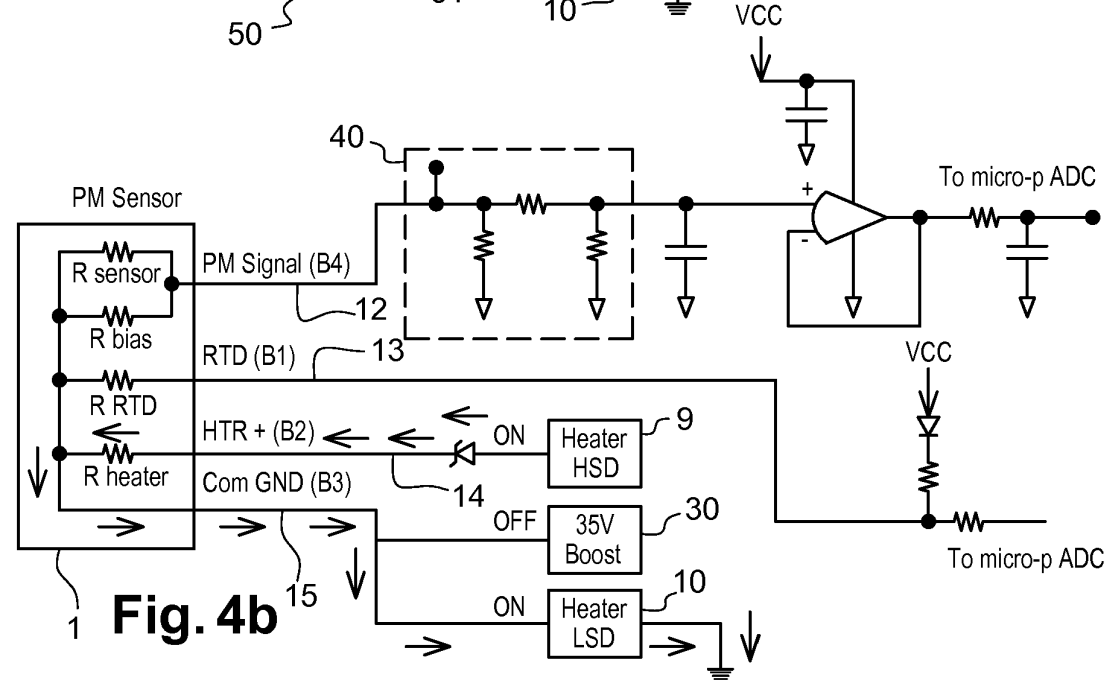 50
10
VCC
40
To micro-p ADC
+
-
PM Sensor
R sensor
PM Signal (B4)
12
R bias
RTD (B1)
13
R RTD
VCC
HTR + (B2)
ON
Heater
HSD
9
R heater
14
Com GND (B3)
OFF
35V
Boost
30
To micro-p ADC
15
ON
Heater
LSD
10
1
Fig. 4b